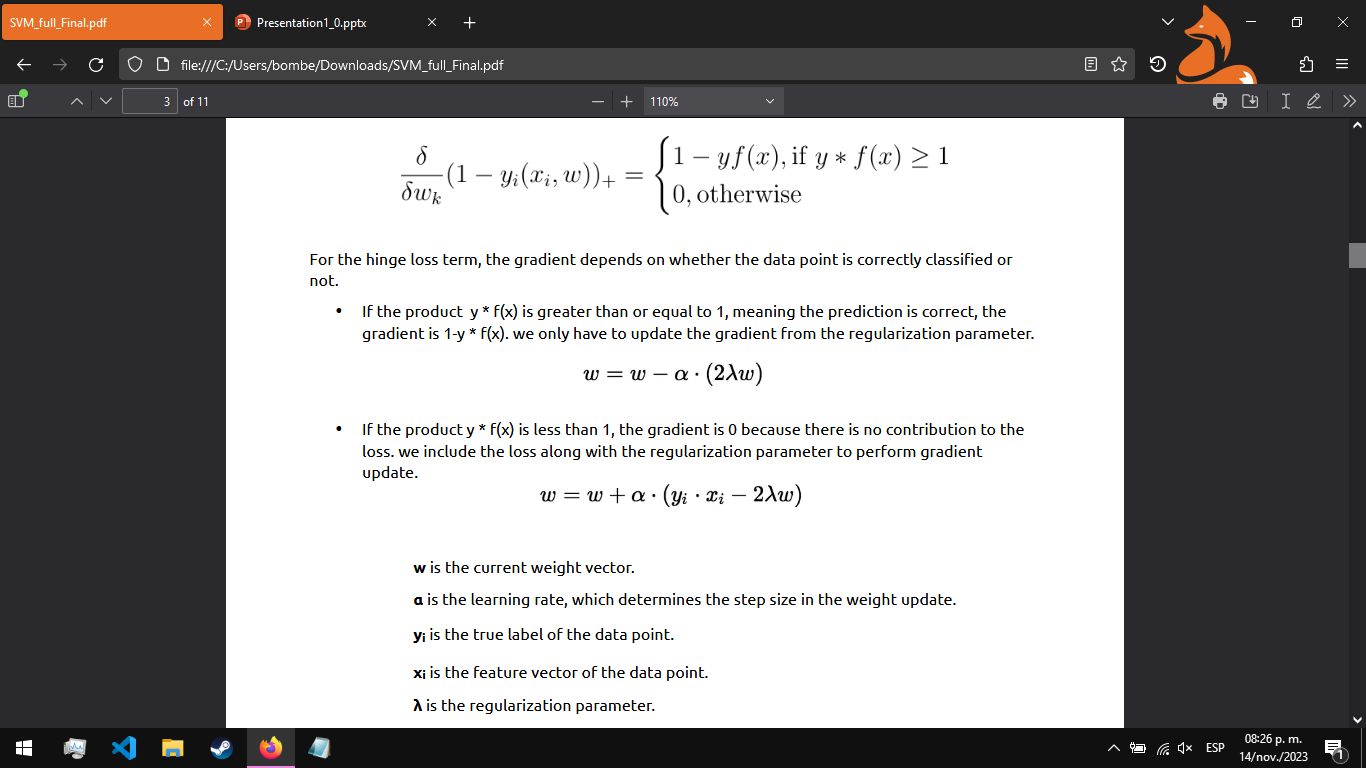 SVM_full_Final.pdf
Presentation1_0.pptx
file:///C:/Users/bombe/Downloads/SVM_full_Final.pdf
3 of 11
110%
δ/δw_k (1 − y_i(x_i, w))_+ = { 1 − yf(x), if y ∗ f(x) ≥ 1
0, otherwise
For the hinge loss term, the gradient depends on whether the data point is correctly classified or
not.
• If the product y * f(x) is greater than or equal to 1, meaning the prediction is correct, the
gradient is 1-y * f(x). we only have to update the gradient from the regularization parameter.
w = w − α · (2λw)
• If the product y * f(x) is less than 1, the gradient is 0 because there is no contribution to the
loss. we include the loss along with the regularization parameter to perform gradient
update.
w = w + α · (y_i · x_i − 2λw)
w is the current weight vector.
α is the learning rate, which determines the step size in the weight update.
y_i is the true label of the data point.
x_i is the feature vector of the data point.
λ is the regularization parameter.
ESP
08:26 p. m.
14/nov./2023
1